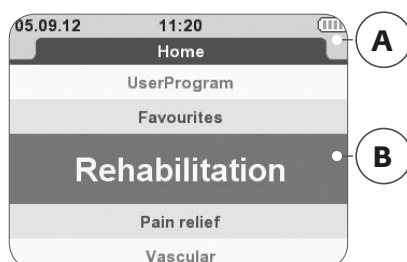 05.09.12 11:20
Home
A
UserProgram
Favourites
Rehabilitation
B
Pain relief
Vascular